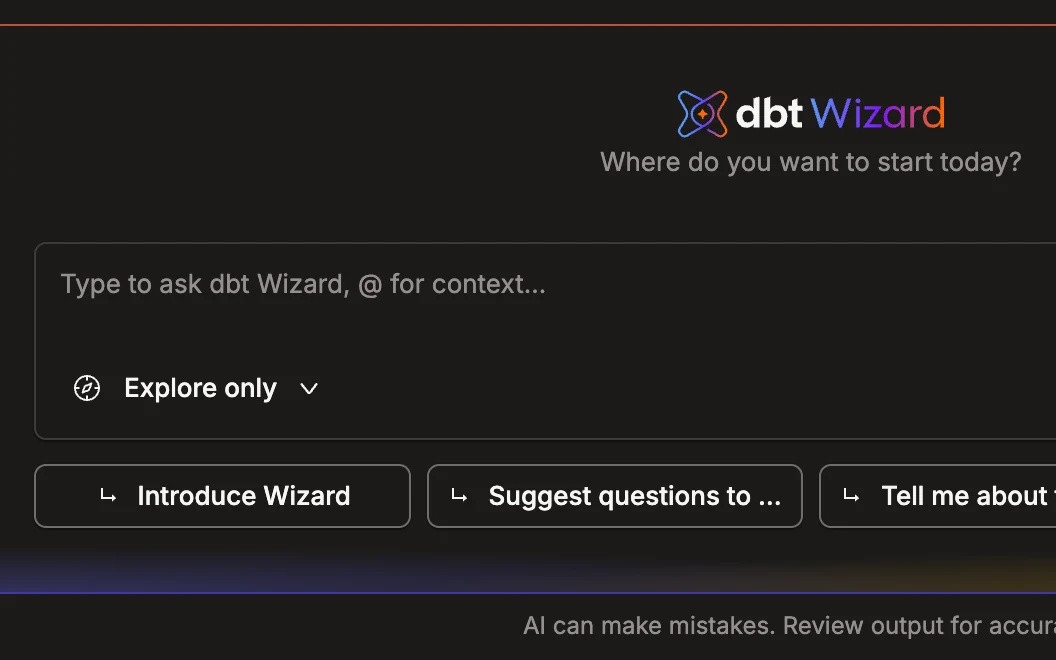 dbt Wizard
Where do you want to start today?
Type to ask dbt Wizard, @ for context...
Explore only
Introduce Wizard
Suggest questions to ...
Tell me about
AI can make mistakes. Review output for